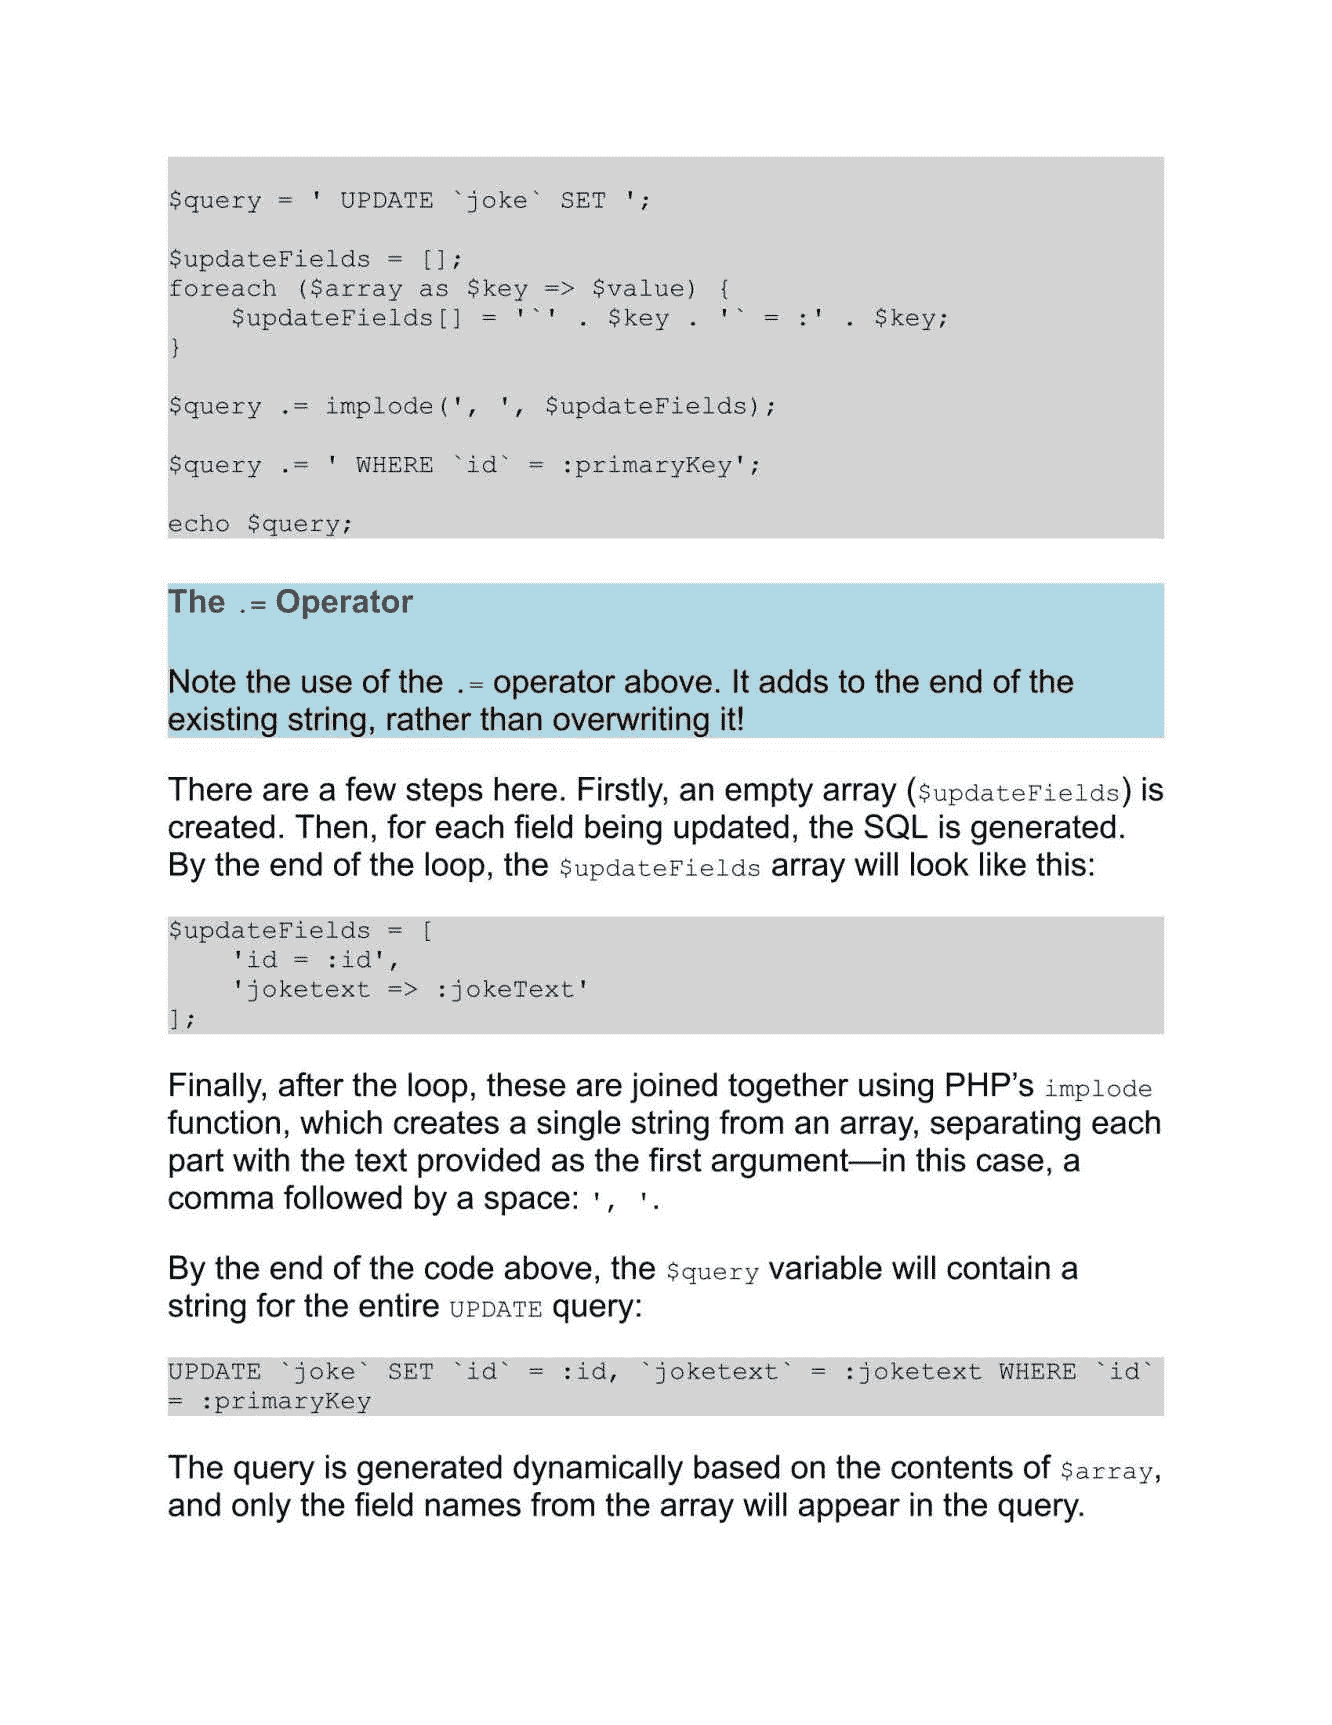 $query = ' UPDATE `joke` SET ';
$updateFields = [];
foreach ($array as $key => $value) {
    $updateFields[] = '`' . $key . '` = :' . $key;
}
$query .= implode(', ', $updateFields);
$query .= ' WHERE `id` = :primaryKey';
echo $query;
The .= Operator
Note the use of the .= operator above. It adds to the end of the
existing string, rather than overwriting it!
There are a few steps here. Firstly, an empty array ($updateFields) is
created. Then, for each field being updated, the SQL is generated.
By the end of the loop, the $updateFields array will look like this:
$updateFields = [
    'id = :id',
    'joketext => :jokeText'
];
Finally, after the loop, these are joined together using PHP’s implode
function, which creates a single string from an array, separating each
part with the text provided as the first argument—in this case, a
comma followed by a space: ', '.
By the end of the code above, the $query variable will contain a
string for the entire UPDATE query:
UPDATE `joke` SET `id` = :id, `joketext` = :joketext WHERE `id`
= :primaryKey
The query is generated dynamically based on the contents of $array,
and only the field names from the array will appear in the query.